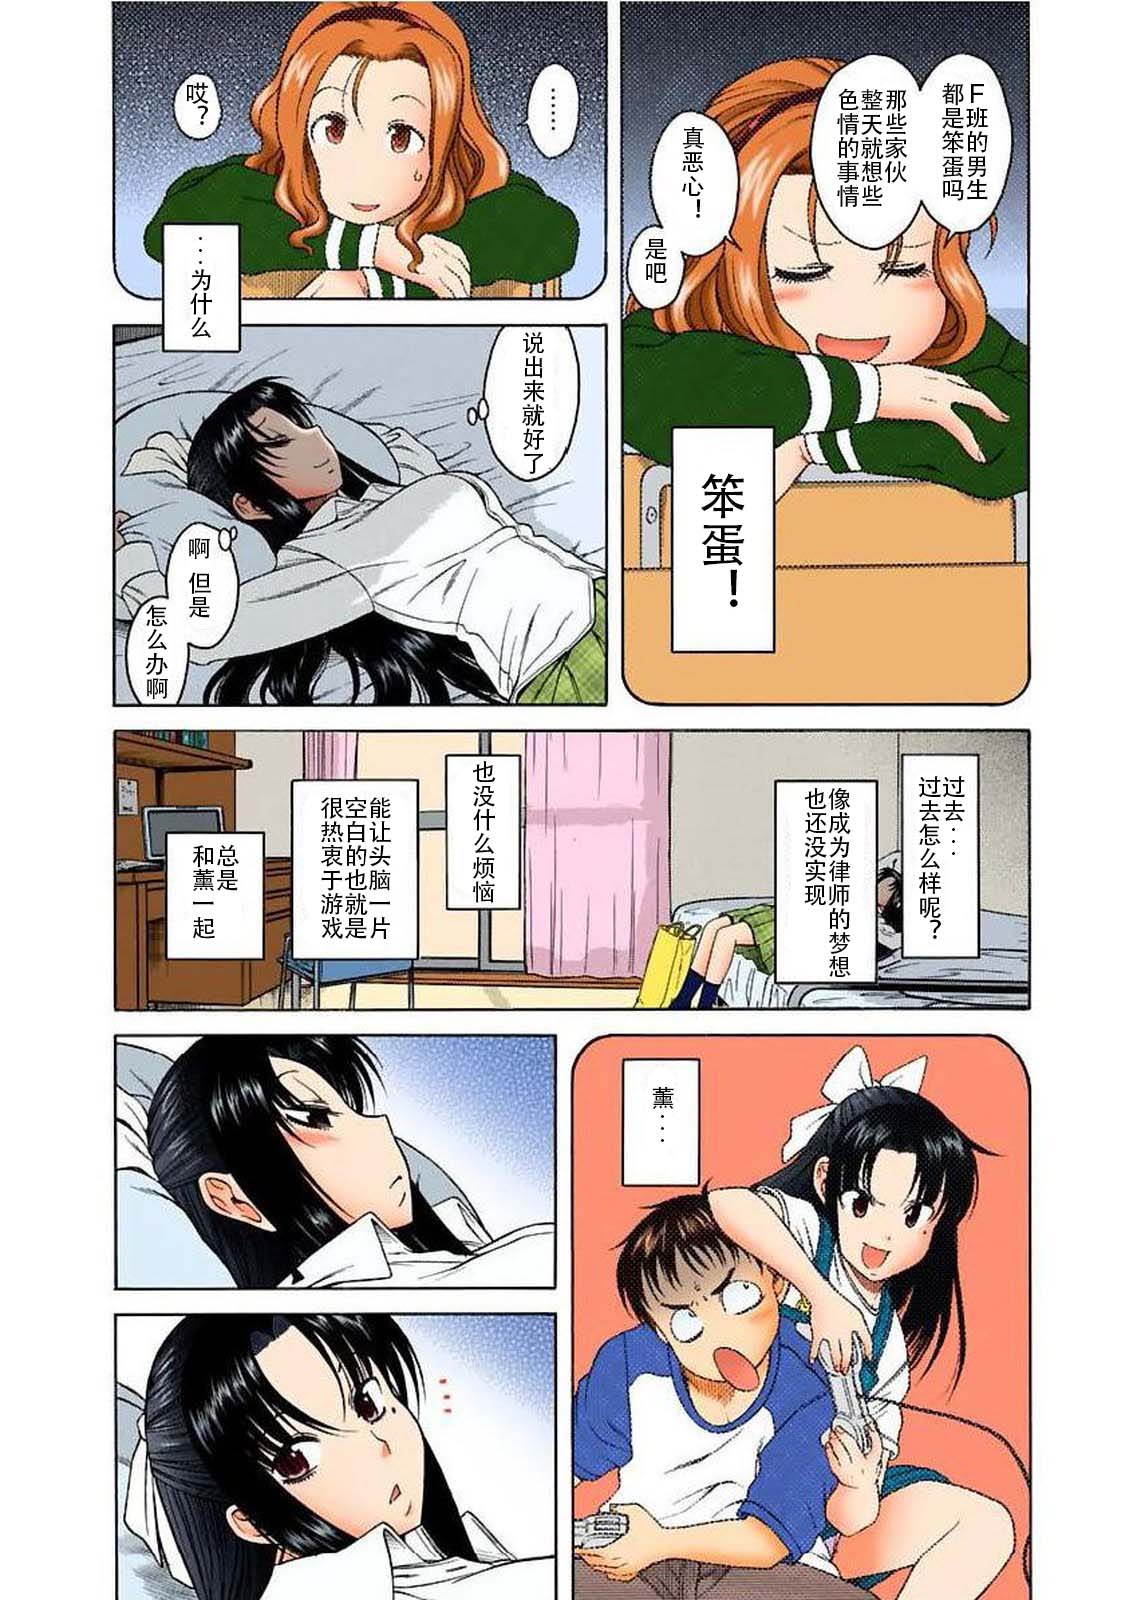 F班的男生
都是笨蛋吗
那些家伙
整天就想些
色情的事情
真恶心！
是吧
笨蛋！
……
哎？
···为什么
说出来就好了
啊 但是
怎么办啊
过去···
过去怎么样呢？
像成为律师的梦想
也还没实现
也没什么烦恼
能让头脑一片
空白的也就是
很热衷于游戏
总是
和薰一起
薰···